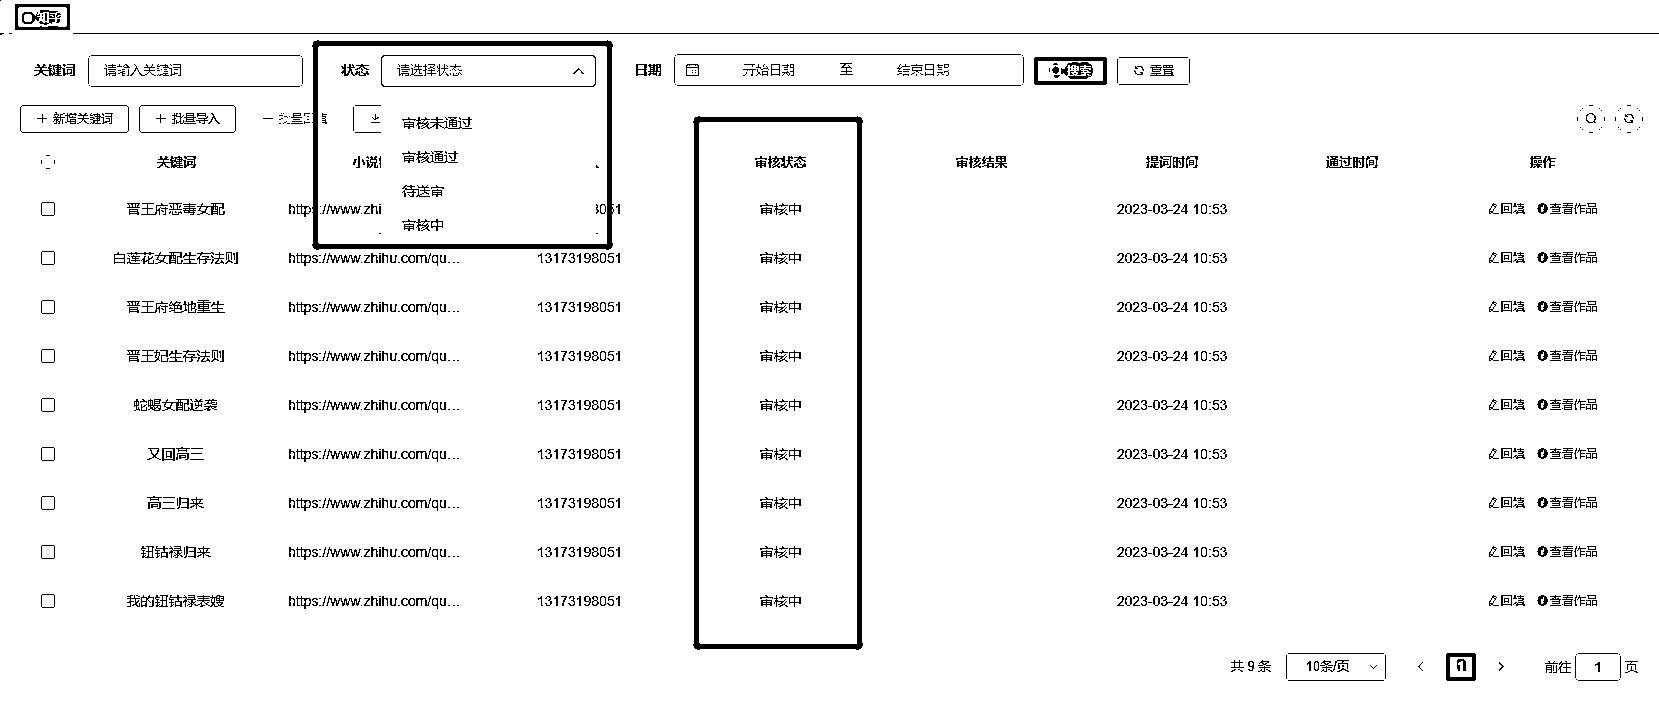 知乎
关键词 请输入关键词 状态 请选择状态 日期 开始日期 至 结束日期 搜索 重置
+ 新增关键词 + 批量导入 批量回填
审核未通过
审核通过
待送审
审核中
关键词 小说 审核状态 审核结果 提词时间 通过时间 操作
晋王府恶毒女配 https://www.zhi 3051 审核中 2023-03-24 10:53 回填 查看作品
白莲花女配生存法则 https://www.zhihu.com/qu... 13173198051 审核中 2023-03-24 10:53 回填 查看作品
晋王府绝地重生 https://www.zhihu.com/qu... 13173198051 审核中 2023-03-24 10:53 回填 查看作品
晋王妃生存法则 https://www.zhihu.com/qu... 13173198051 审核中 2023-03-24 10:53 回填 查看作品
蛇蝎女配逆袭 https://www.zhihu.com/qu... 13173198051 审核中 2023-03-24 10:53 回填 查看作品
又回高三 https://www.zhihu.com/qu... 13173198051 审核中 2023-03-24 10:53 回填 查看作品
高三归来 https://www.zhihu.com/qu... 13173198051 审核中 2023-03-24 10:53 回填 查看作品
钮钴禄归来 https://www.zhihu.com/qu... 13173198051 审核中 2023-03-24 10:53 回填 查看作品
我的钮钴禄表嫂 https://www.zhihu.com/qu... 13173198051 审核中 2023-03-24 10:53 回填 查看作品
共 9 条 10条/页 < 1 > 前往 1 页